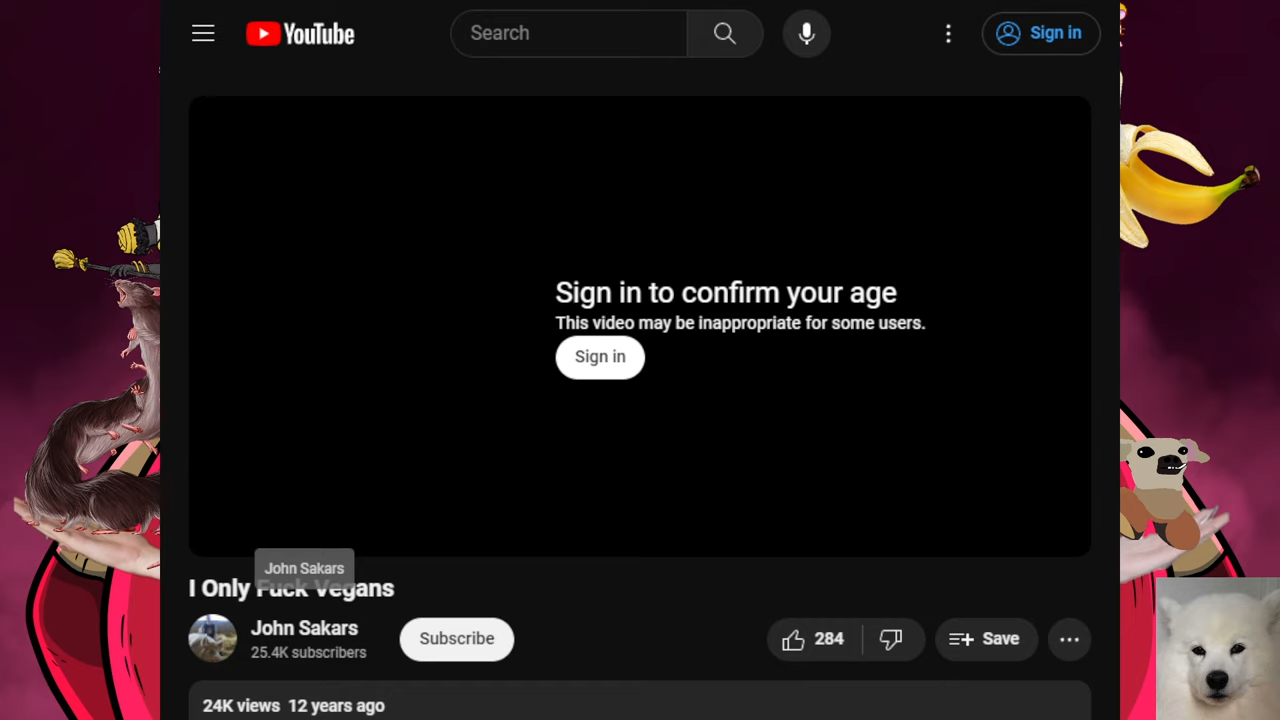 YouTube
Search
Sign in
Sign in to confirm your age
This video may be inappropriate for some users.
Sign in
John Sakars
I Only Fuck Vegans
John Sakars
25.4K subscribers
Subscribe
284
Save
24K views 12 years ago